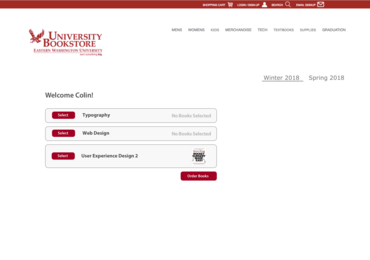 SHOPPING CART LOGIN / SIGN UP SEARCH EMAIL SIGNUP
UNIVERSITY
BOOKSTORE
EASTERN WASHINGTON UNIVERSITY
MENS WOMENS KIDS MERCHANDISE TECH TEXTBOOKS SUPPLIES GRADUATION
Winter 2018 Spring 2018
Welcome Colin!
Select Typography No Books Selected
Select Web Design No Books Selected
Select User Experience Design 2
Order Books